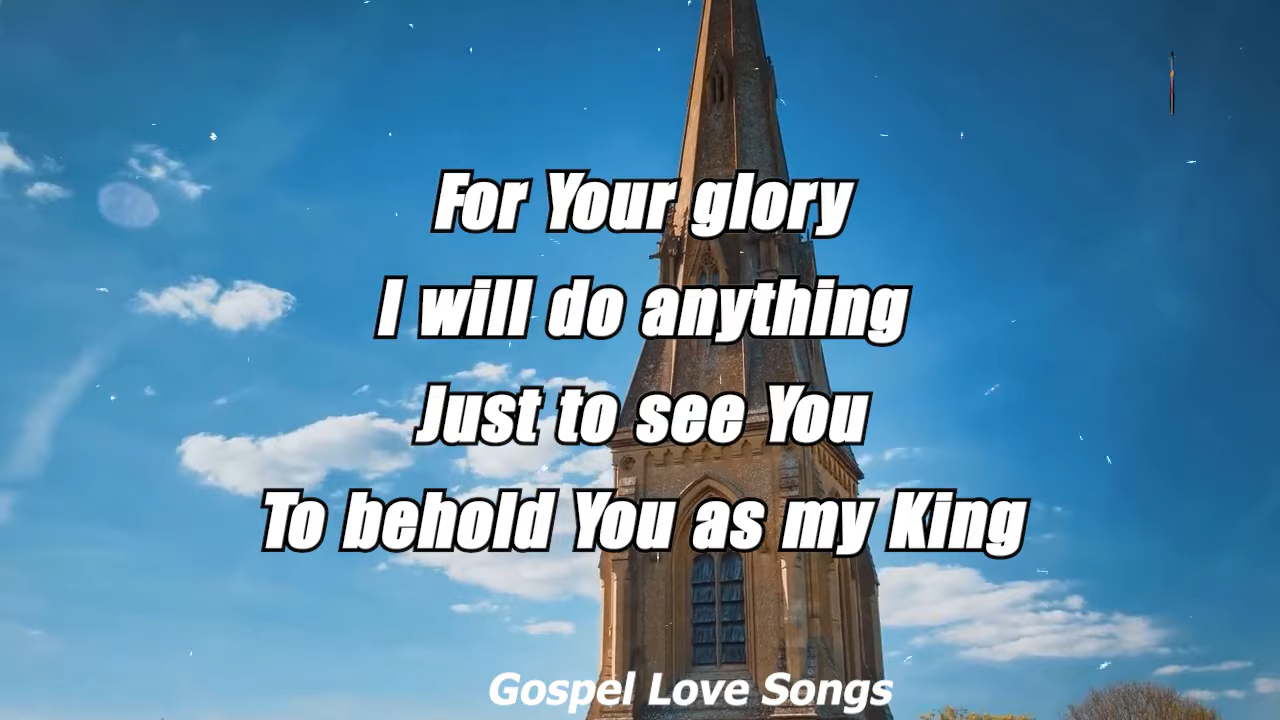 For Your glory
I will do anything
Just to see You
To behold You as my King
Gospel Love Songs